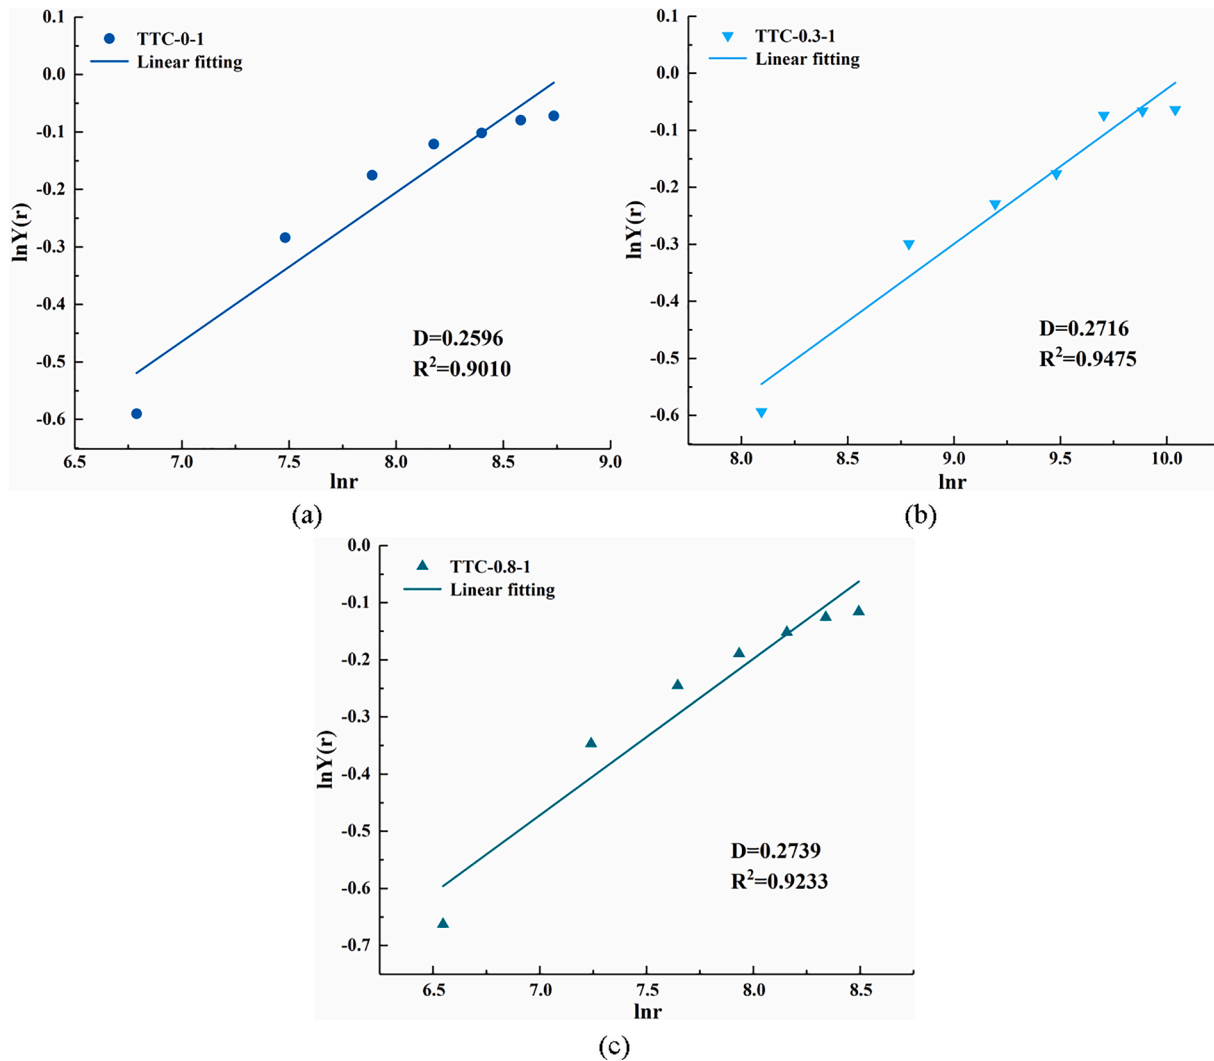 TTC-0-1
Linear fitting
0.1
0.0
-0.1
-0.2
-0.3
-0.4
-0.5
-0.6
lnY(r)
D=0.2596
R²=0.9010
6.5 7.0 7.5 8.0 8.5 9.0
lnr
(a)
TTC-0.3-1
Linear fitting
0.1
0.0
-0.1
-0.2
-0.3
-0.4
-0.5
-0.6
lnY(r)
D=0.2716
R²=0.9475
8.0 8.5 9.0 9.5 10.0
lnr
(b)
TTC-0.8-1
Linear fitting
0.0
-0.1
-0.2
-0.3
-0.4
-0.5
-0.6
-0.7
lnY(r)
D=0.2739
R²=0.9233
6.5 7.0 7.5 8.0 8.5
lnr
(c)